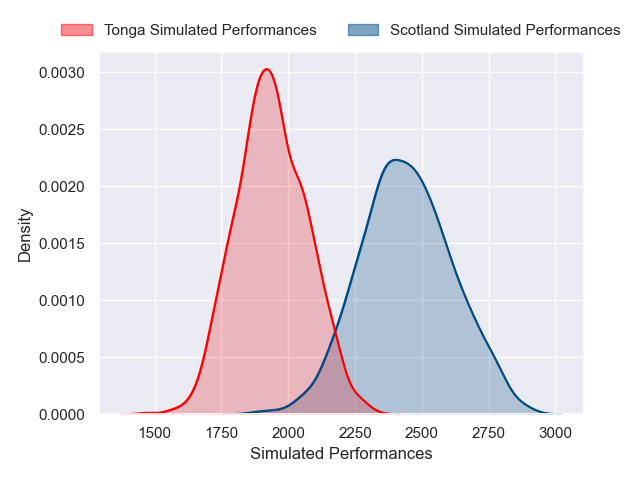 Tonga Simulated Performances Scotland Simulated Performances
0.0030
0.0025
0.0020
0.0015
0.0010
0.0005
0.0000
Density
1500 1750 2000 2250 2500 2750 3000
Simulated Performances